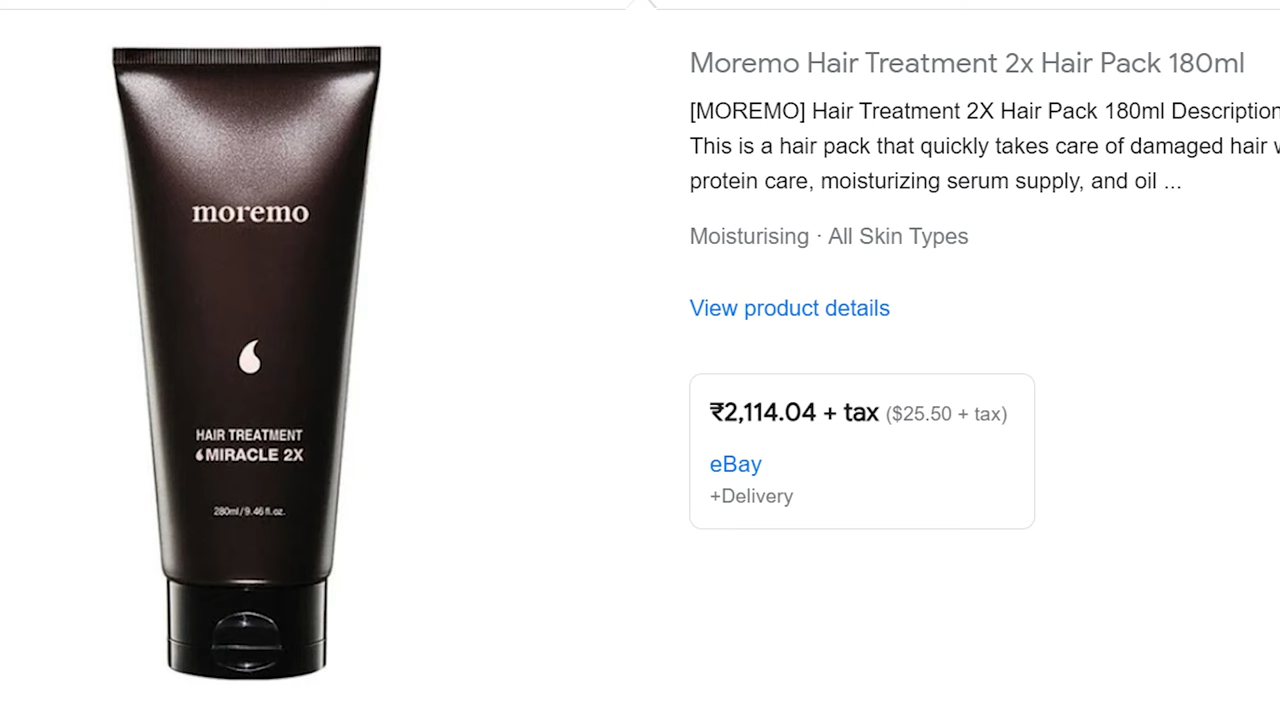 moremo
HAIR TREATMENT
MIRACLE 2X
280ml/9.46 fl.oz.
Moremo Hair Treatment 2x Hair Pack 180ml
[MOREMO] Hair Treatment 2X Hair Pack 180ml Description
This is a hair pack that quickly takes care of damaged hair
protein care, moisturizing serum supply, and oil ...
Moisturising · All Skin Types
View product details
₹2,114.04 + tax ($25.50 + tax)
eBay
+Delivery